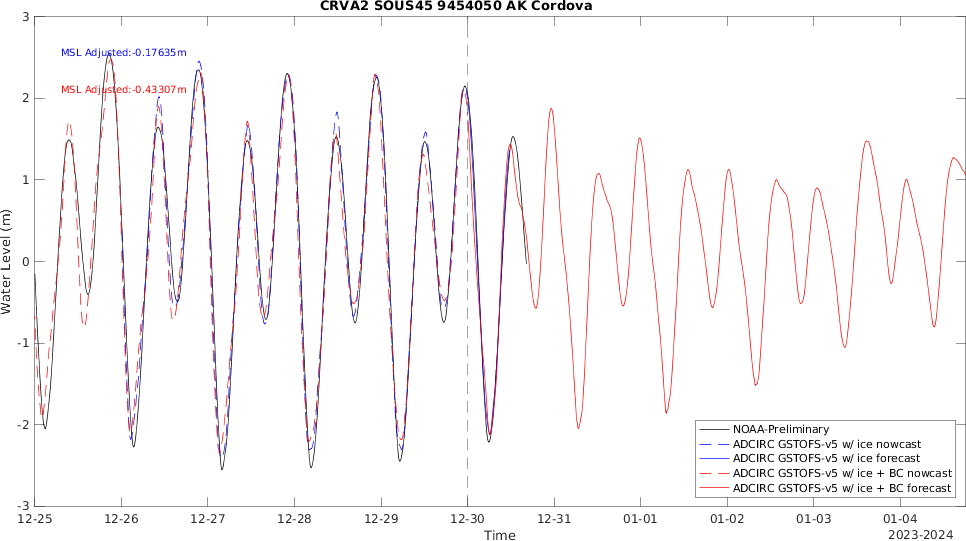 CRVA2 SOUS45 9454050 AK Cordova
3
2
1
0
-1
-2
-3
Water Level (m)
MSL Adjusted:-0.17635m
MSL Adjusted:-0.43307m
NOAA-Preliminary
ADCIRC GSTOFS-v5 w/ ice nowcast
ADCIRC GSTOFS-v5 w/ ice forecast
ADCIRC GSTOFS-v5 w/ ice + BC nowcast
ADCIRC GSTOFS-v5 w/ ice + BC forecast
12-25 12-26 12-27 12-28 12-29 12-30 12-31 01-01 01-02 01-03 01-04
Time
2023-2024